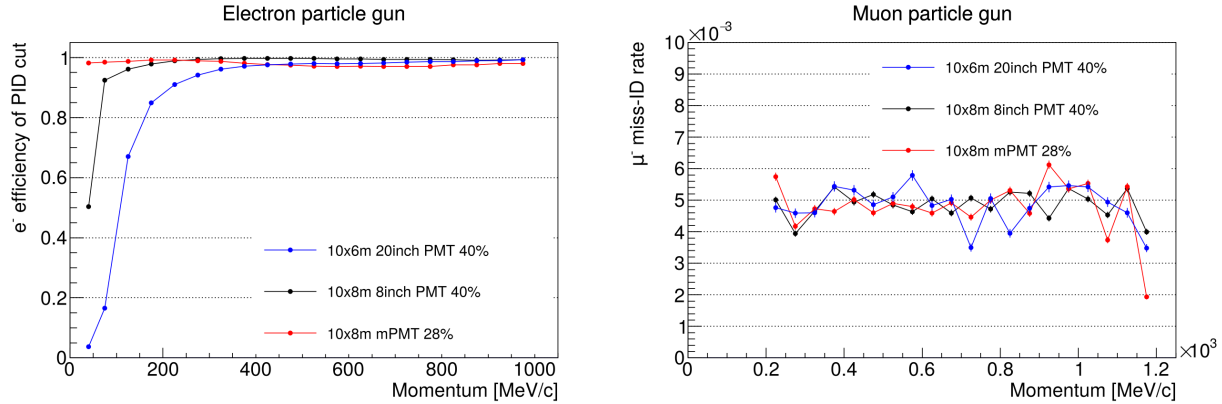 Electron particle gun
e⁻ efficiency of PID cut
1
0.8
0.6
0.4
0.2
0
10x6m 20inch PMT 40%
10x8m 8inch PMT 40%
10x8m mPMT 28%
0 200 400 600 800 1000
Momentum [MeV/c]
Muon particle gun
×10⁻³
μ⁻ miss-ID rate
10
9
8
7
6
5
4
3
2
1
0
10x6m 20inch PMT 40%
10x8m 8inch PMT 40%
10x8m mPMT 28%
0 0.2 0.4 0.6 0.8 1 1.2
×10³
Momentum [MeV/c]